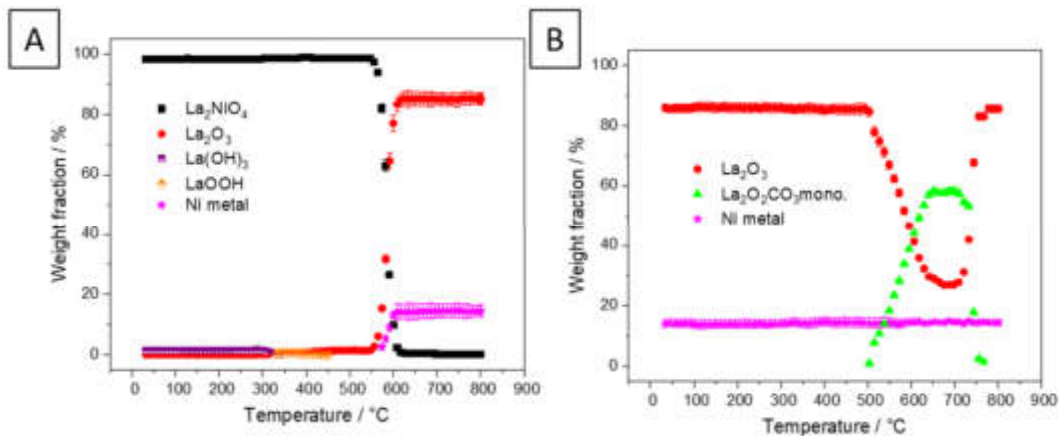 A
100
80
60
40
20
0
Weight fraction / %
La₂NiO₄
La₂O₃
La(OH)₃
LaOOH
Ni metal
0 100 200 300 400 500 600 700 800 900
Temperature / °C
B
100
80
60
40
20
0
Weight fraction / %
La₂O₃
La₂O₂CO₃mono.
Ni metal
0 100 200 300 400 500 600 700 800 900
Temperature / °C